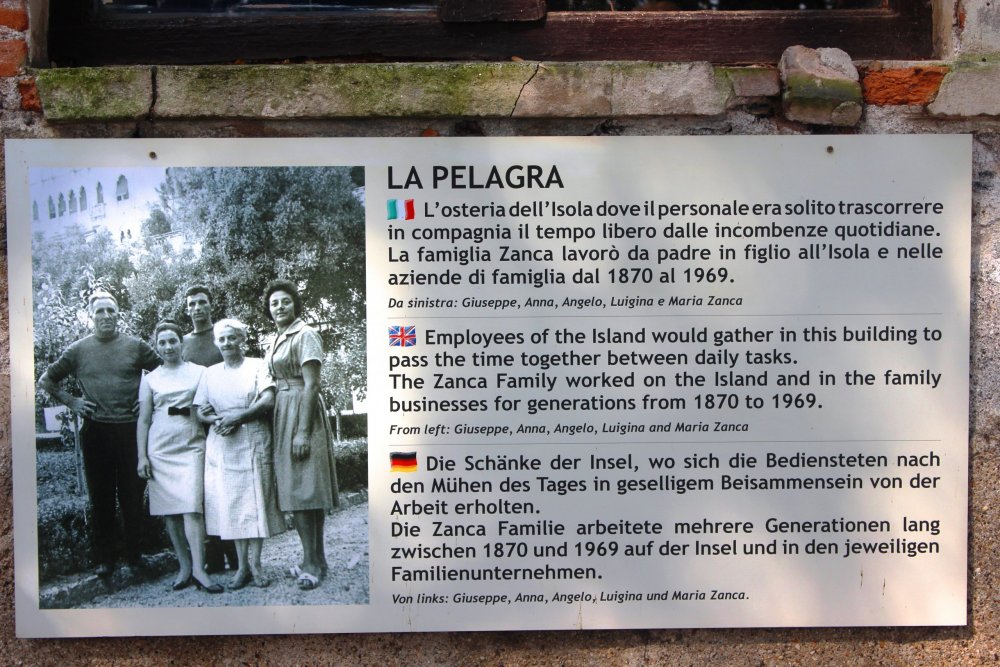 LA PELAGRA
L'osteria dell'Isola dove il personale era solito trascorrere
in compagnia il tempo libero dalle incombenze quotidiane.
La famiglia Zanca lavorò da padre in figlio all'Isola e nelle
aziende di famiglia dal 1870 al 1969.
Da sinistra: Giuseppe, Anna, Angelo, Luigina e Maria Zanca
Employees of the Island would gather in this building to
pass the time together between daily tasks.
The Zanca Family worked on the Island and in the family
businesses for generations from 1870 to 1969.
From left: Giuseppe, Anna, Angelo, Luigina and Maria Zanca
Die Schänke der Insel, wo sich die Bediensteten nach
den Mühen des Tages in geselligem Beisammensein von der
Arbeit erholten.
Die Zanca Familie arbeitete mehrere Generationen lang
zwischen 1870 und 1969 auf der Insel und in den jeweiligen
Familienunternehmen.
Von links: Giuseppe, Anna, Angelo, Luigina und Maria Zanca.